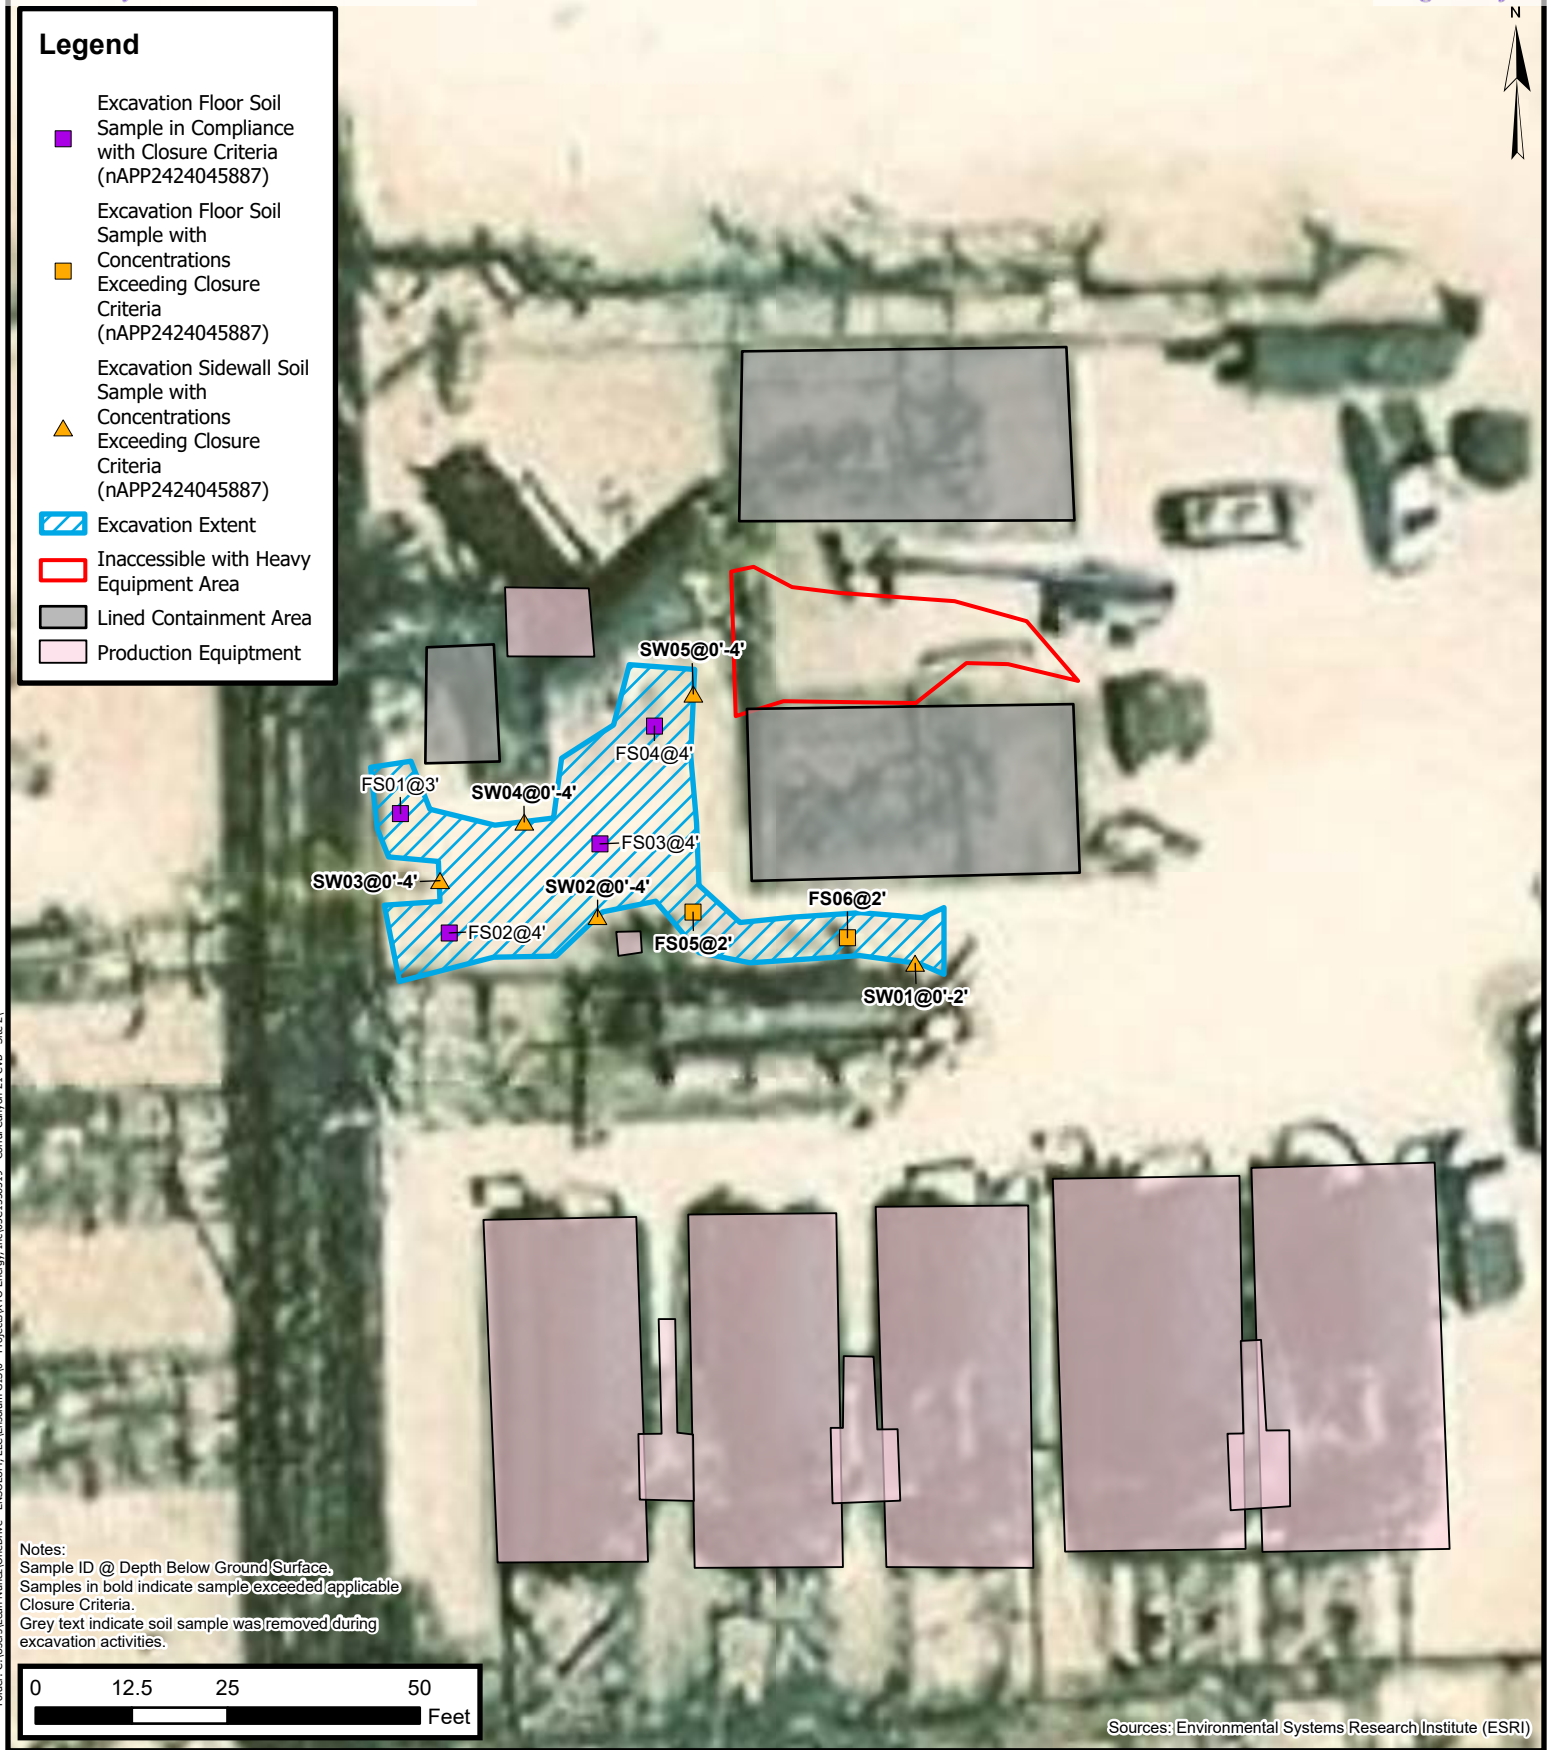 N
Legend
Excavation Floor Soil
Sample in Compliance
with Closure Criteria
(nAPP2424045887)
Excavation Floor Soil
Sample with
Concentrations
Exceeding Closure
Criteria
(nAPP2424045887)
Excavation Sidewall Soil
Sample with
Concentrations
Exceeding Closure
Criteria
(nAPP2424045887)
Excavation Extent
Inaccessible with Heavy
Equipment Area
Lined Containment Area
Production Equiptment
SW05@0'-4'
FS04@4'
FS01@3'
SW04@0'-4'
FS03@4'
SW03@0'-4'
SW02@0'-4'
FS06@2'
FS02@4'
FS05@2'
SW01@0'-2'
Notes:
Sample ID @ Depth Below Ground Surface.
Samples in bold indicate sample exceeded applicable
Closure Criteria.
Grey text indicate soil sample was removed during
excavation activities.
0 12.5 25 50
Feet
Sources: Environmental Systems Research Institute (ESRI)